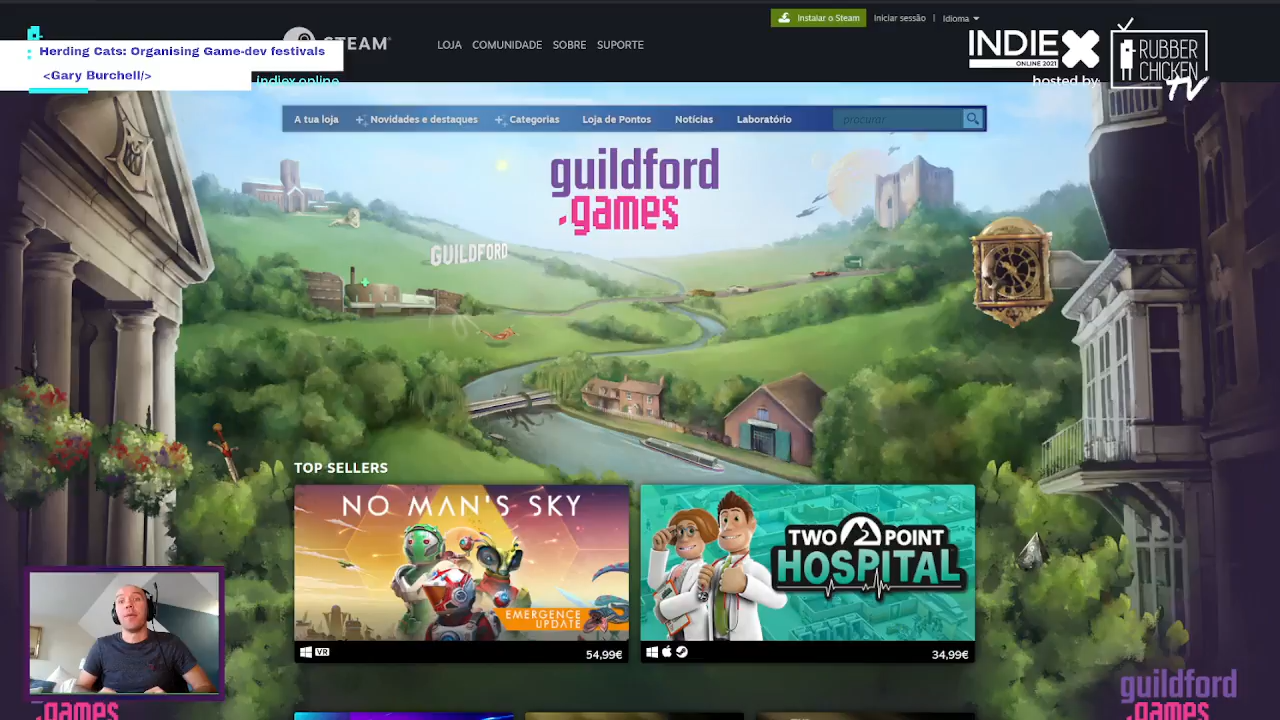 Instalar o Steam
Iniciar sessão | Idioma
Herding Cats: Organising Game-dev festivals
<Gary Burchell/>
indiex online
STEAM®
LOJA COMUNIDADE SOBRE SUPORTE
INDIE X
ONLINE 2021
hosted by:
RUBBER
CHICKEN
TV
A tua loja Novidades e destaques Categorias Loja de Pontos Notícias Laboratório procurar
guildford
.games
GUILDFORD
TOP SELLERS
NO MAN'S SKY
EMERGENCE
UPDATE
VR
54,99€
TWO POINT
HOSPITAL
34,99€
.games
guildford
.games